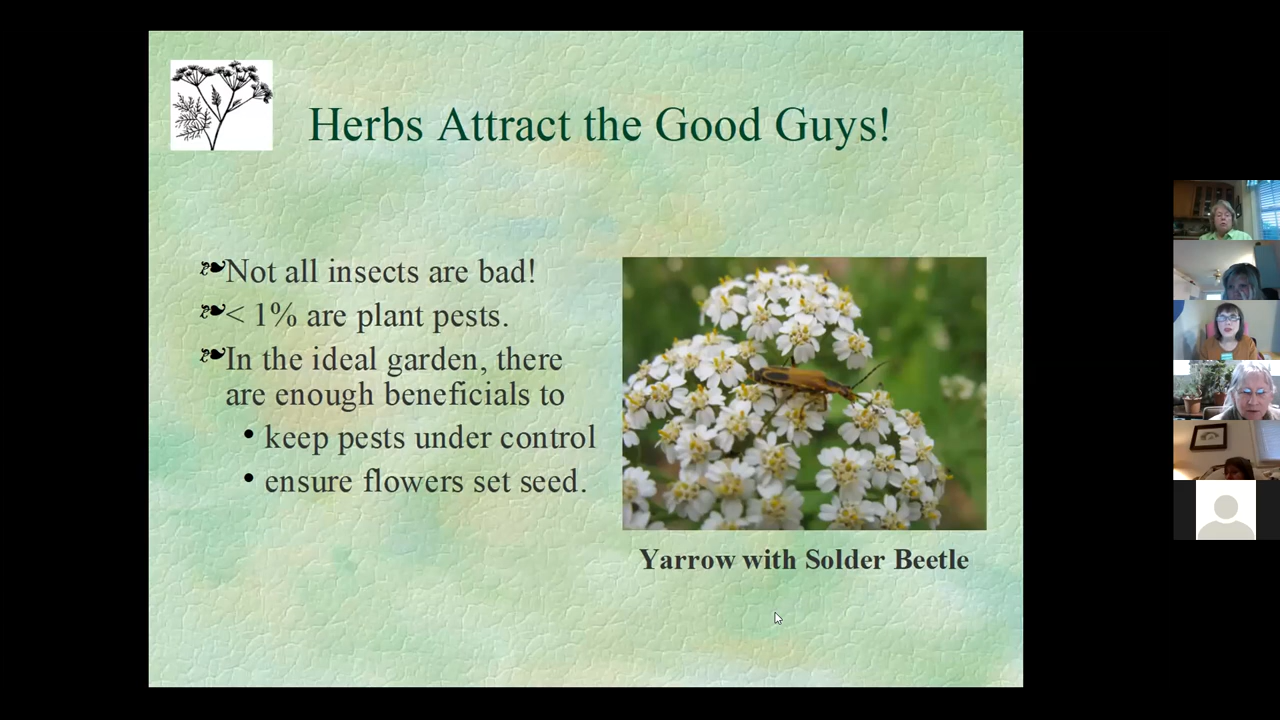 Herbs Attract the Good Guys!
Not all insects are bad!
< 1% are plant pests.
In the ideal garden, there
are enough beneficials to
• keep pests under control
• ensure flowers set seed.
Yarrow with Solder Beetle